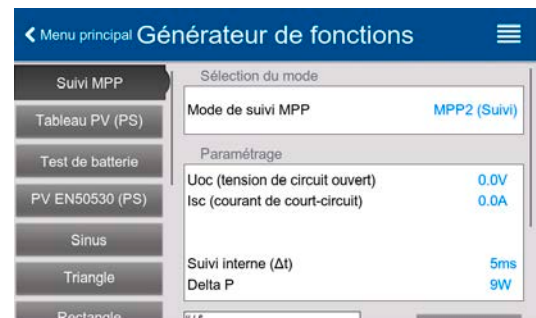 Menu principal Générateur de fonctions
Suivi MPP
Tableau PV (PS)
Test de batterie
PV EN50530 (PS)
Sinus
Triangle
Rectangle
Sélection du mode
Mode de suivi MPP MPP2 (Suivi)
Paramétrage
Uoc (tension de circuit ouvert) 0.0V
Isc (courant de court-circuit) 0.0A
Suivi interne (Δt) 5ms
Delta P 9W